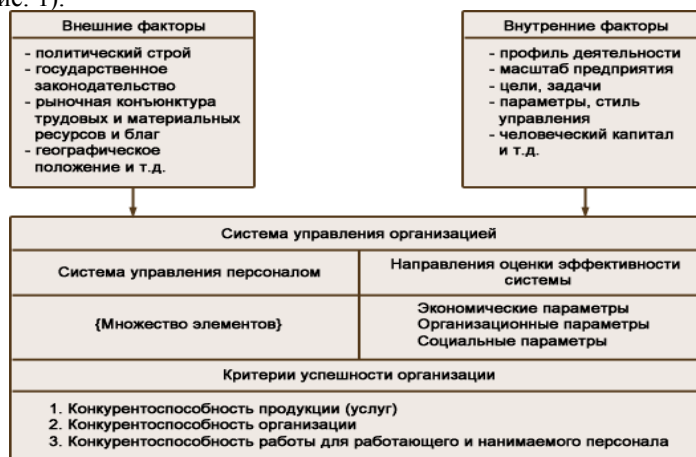 ис. 1).
Внешние факторы
- политический строй
- государственное
законодательство
- рыночная конъюнктура
трудовых и материальных
ресурсов и благ
- географическое
положение и т.д.
Внутренние факторы
- профиль деятельности
- масштаб предприятия
- цели, задачи
- параметры, стиль
управления
- человеческий капитал
и т.д.
Система управления организацией
Система управления персоналом
Направления оценки эффективности
системы
{Множество элементов}
Экономические параметры
Организационные параметры
Социальные параметры
Критерии успешности организации
1. Конкурентоспособность продукции (услуг)
2. Конкурентоспособность организации
3. Конкурентоспособность работы для работающего и нанимаемого персонала